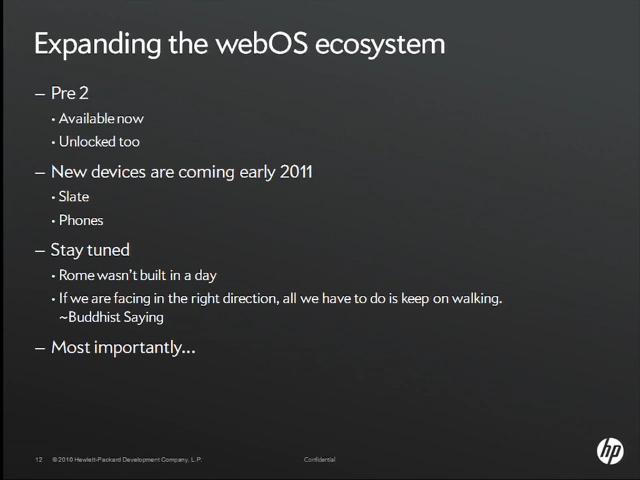 Expanding the webOS ecosystem
– Pre 2
• Available now
• Unlocked too
– New devices are coming early 2011
• Slate
• Phones
– Stay tuned
• Rome wasn't built in a day
• If we are facing in the right direction, all we have to do is keep on walking.
~Buddhist Saying
– Most importantly...
12 © 2010 Hewlett-Packard Development Company, L.P. Confidential
hp